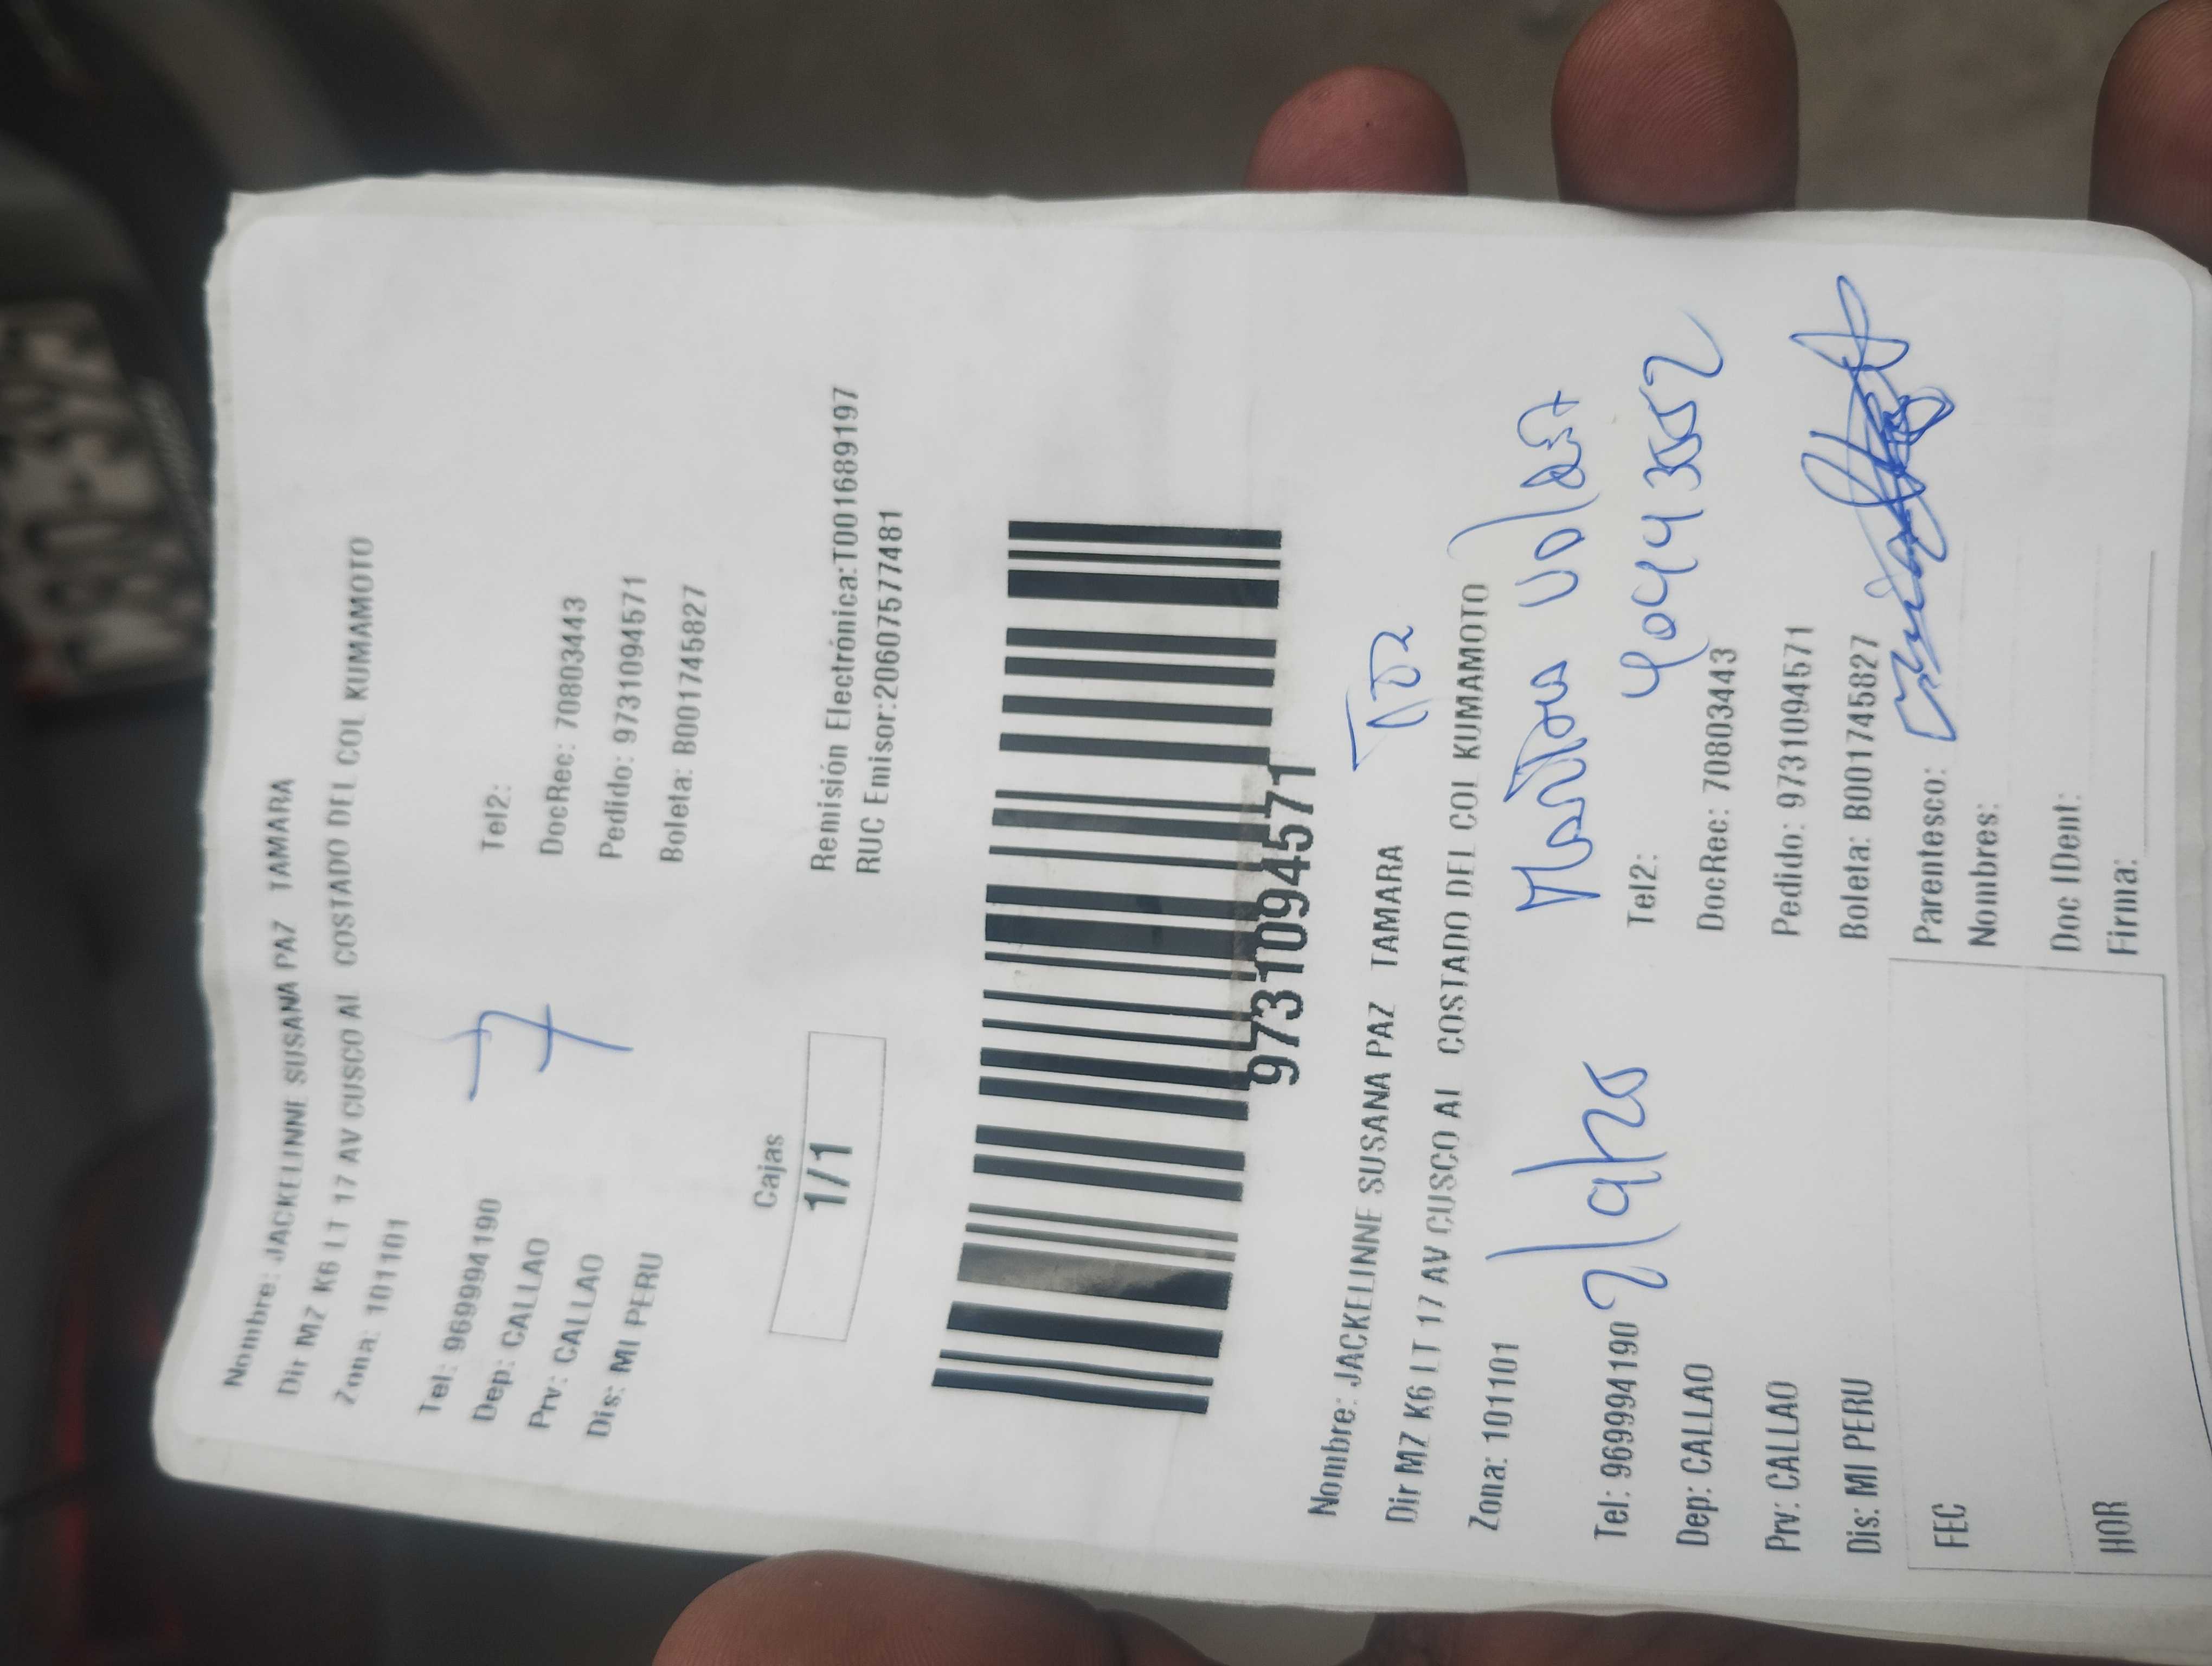 Nombre: JACKELINNE SUSANA PAZ TAMARA
Dir MZ K6 LT 17 AV CUSCO AL COSTADO DEL COL KUMAMOTO
Zona: 101101
Tel: 969994190
Tel2:
Dep: CALLAO
DocRec: 70803443
Prv: CALLAO
Pedido: 9731094571
Dis: MI PERU
Boleta: B001745827
7
Cajas
1/1
Remisión Electrónica:T001689197
RUC Emisor:20607577481
9731094571
Nombre: JACKELINNE SUSANA PAZ TAMARA
Dir MZ K6 LT 17 AV CUSCO AL COSTADO DEL COL KUMAMOTO
Zona: 101101
Tel: 969994190
Tel2:
Dep: CALLAO
DocRec: 70803443
Prv: CALLAO
Pedido: 9731094571
Dis: MI PERU
Boleta: B001745827
FEC
Parentesco:
Nombres:
HOR
Doc IDent:
Firma: